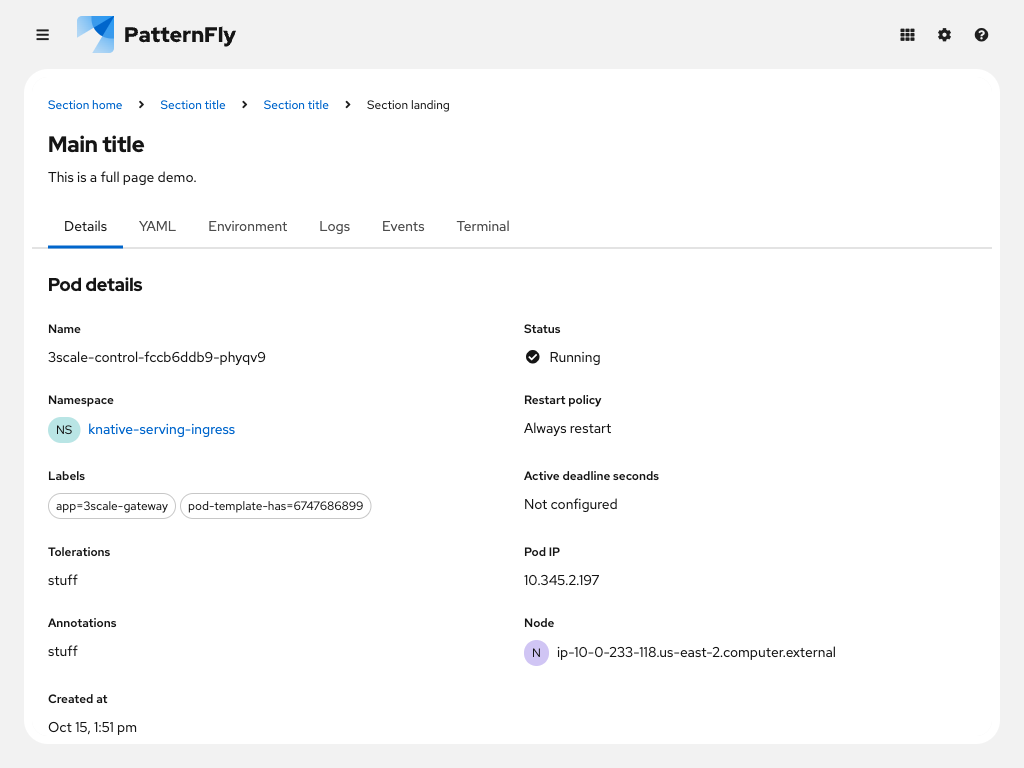 PatternFly
Section home
Section title
Section title
Section landing
Main title
This is a full page demo.
Details YAML Environment Logs Events Terminal
Pod details
Name
3scale-control-fccb6ddb9-phyqv9
Status
Running
Namespace
NS knative-serving-ingress
Restart policy
Always restart
Labels
app=3scale-gateway pod-template-has=6747686899
Active deadline seconds
Not configured
Tolerations
stuff
Pod IP
10.345.2.197
Annotations
stuff
Node
N ip-10-0-233-118.us-east-2.computer.external
Created at
Oct 15, 1:51 pm